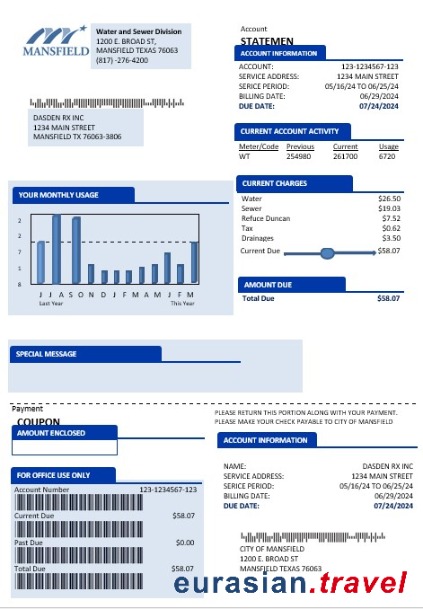 MANSFIELD
Water and Sewer Division
1200 E. BROAD ST,
MANSFIELD TEXAS 76063
(817) -276-4200
Account
STATEMEN
ACCOUNT INFORMATION
ACCOUNT: 123-1234567-123
SERVICE ADDRESS: 1234 MAIN STREET
SERICE PERIOD: 05/16/24 TO 06/25/24
BILLING DATE: 06/29/2024
DUE DATE: 07/24/2024
DASDEN RX INC
1234 MAIN STREET
MANSFIELD TX 76063-3806
CURRENT ACCOUNT ACTIVITY
Meter/Code Previous Current Usage
WT 254980 261700 6720
YOUR MONTHLY USAGE
2
2
7
1
8
J J A S O N D J F M A M J J F M
Last Year This Year
CURRENT CHARGES
Water $26.50
Sewer $19.03
Refuce Duncan $7.52
Tax $0.62
Drainages $3.50
Current Due $58.07
AMOUNT DUE
Total Due $58.07
SPECIAL MESSAGE
Payment
COUPON
AMOUNT ENCLOSED
PLEASE RETURN THIS PORTION ALONG WITH YOUR PAYMENT.
PLEASE MAKE YOUR CHECK PAYABLE TO CITY OF MANSFIELD
ACCOUNT INFORMATION
NAME: DASDEN RX INC
SERVICE ADDRESS: 1234 MAIN STREET
SERICE PERIOD: 05/16/24 TO 06/25/24
BILLING DATE: 06/29/2024
DUE DATE: 07/24/2024
FOR OFFICE USE ONLY
Account Number 123-1234567-123
Current Due $58.07
Past Due $0.00
Total Due $58.07
CITY OF MANSFIELD
1200 E. BROAD ST
MANSFIELD TEXAS 76063
eurasian.travel